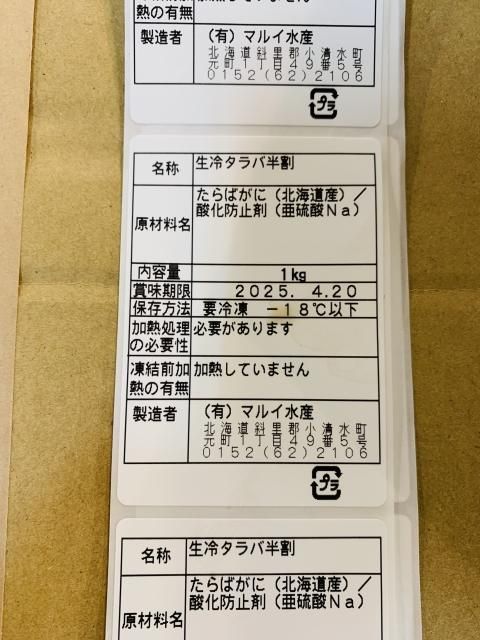 熱の有無
製造者
(有) マルイ水産
北海道斜里郡小清水町
元町1丁目49番5号
0152(62)2106
プラ
名称
生冷タラバ半割
原材料名
たらばがに (北海道産) /
酸化防止剤 (亜硫酸Na)
内容量
1kg
賞味期限
2025. 4.20
保存方法
要冷凍 -18℃以下
加熱処理
の必要性
必要があります
凍結前加
熱の有無
加熱していません
製造者
(有) マルイ水産
北海道斜里郡小清水町
元町1丁目49番5号
0152(62)2106
プラ
名称
生冷タラバ半割
原材料名
たらばがに (北海道産) /
酸化防止剤 (亜硫酸Na)